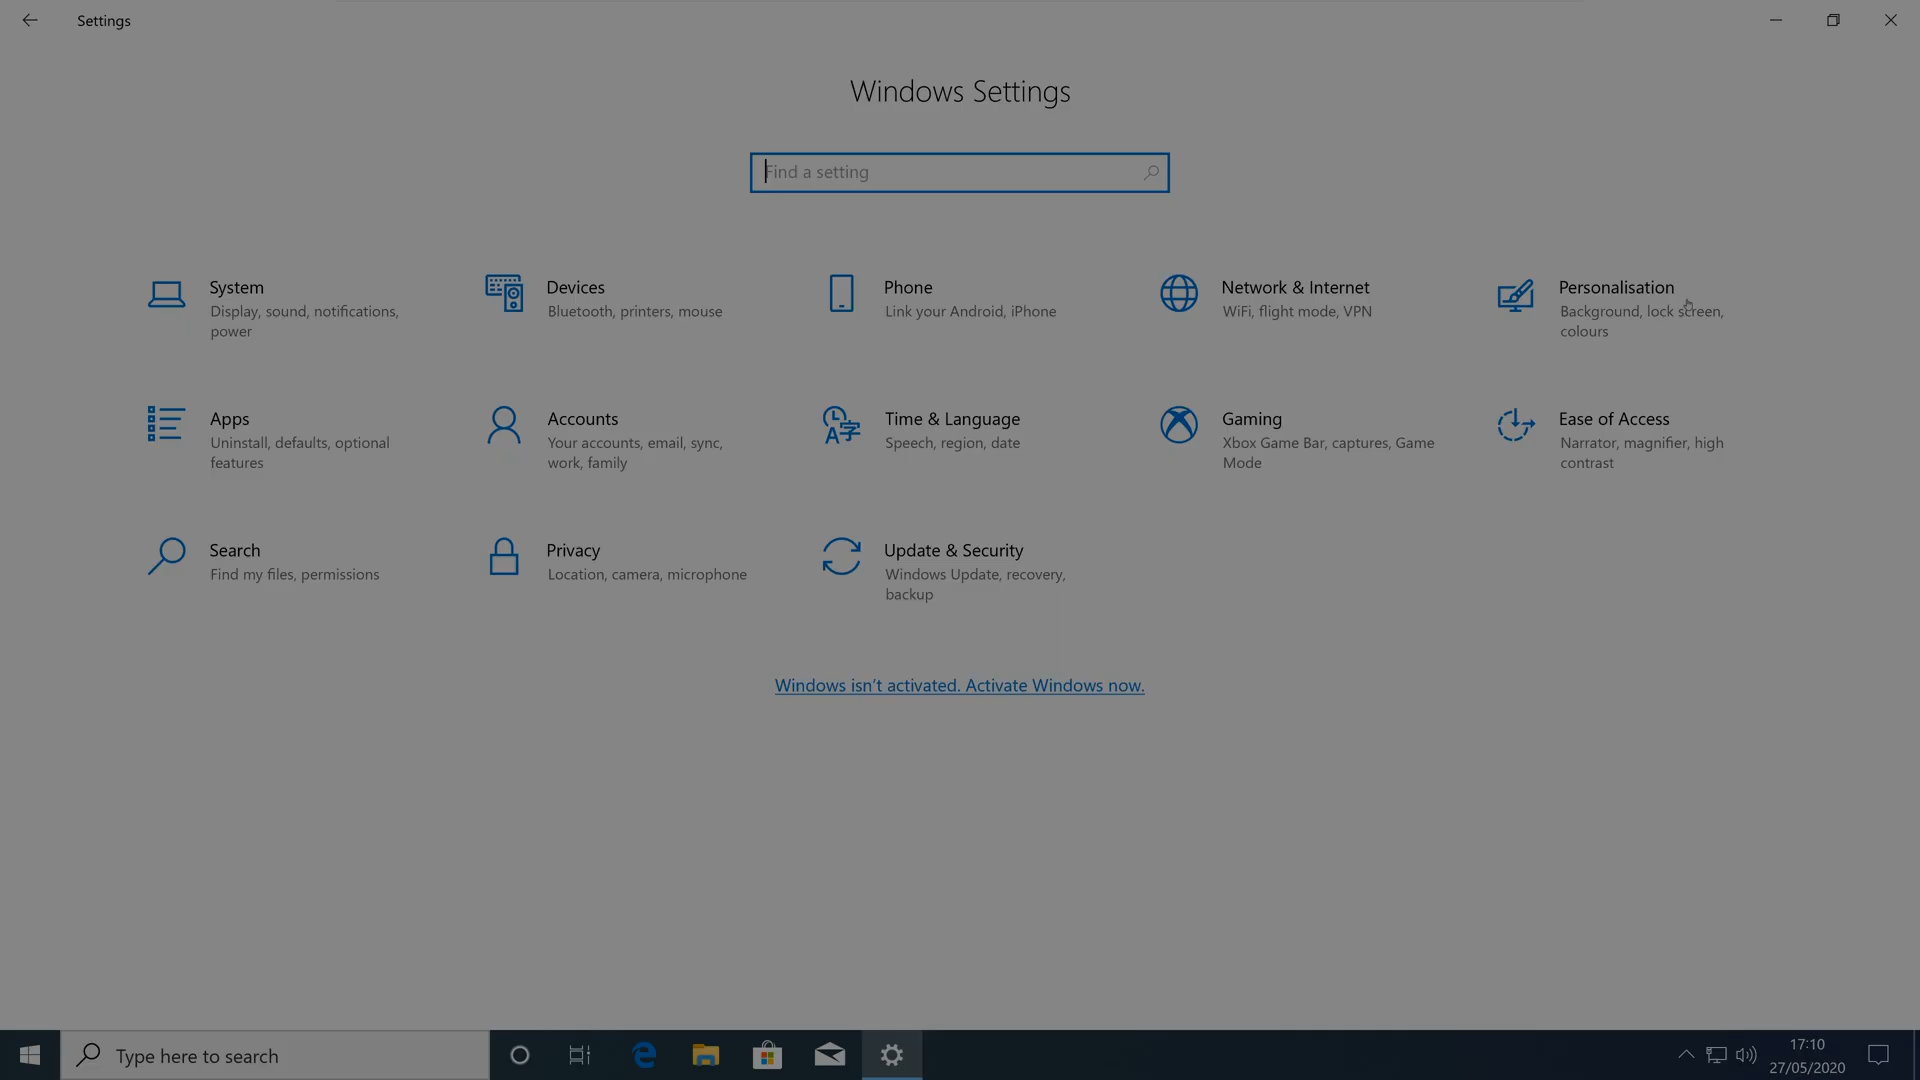 Settings
Windows Settings
Find a setting
System
Display, sound, notifications,
power
Devices
Bluetooth, printers, mouse
Phone
Link your Android, iPhone
Network & Internet
WiFi, flight mode, VPN
Personalisation
Background, lock screen,
colours
Apps
Uninstall, defaults, optional
features
Accounts
Your accounts, email, sync,
work, family
Time & Language
Speech, region, date
Gaming
Xbox Game Bar, captures, Game
Mode
Ease of Access
Narrator, magnifier, high
contrast
Search
Find my files, permissions
Privacy
Location, camera, microphone
Update & Security
Windows Update, recovery,
backup
Windows isn't activated. Activate Windows now.
Type here to search
17:10
27/05/2020